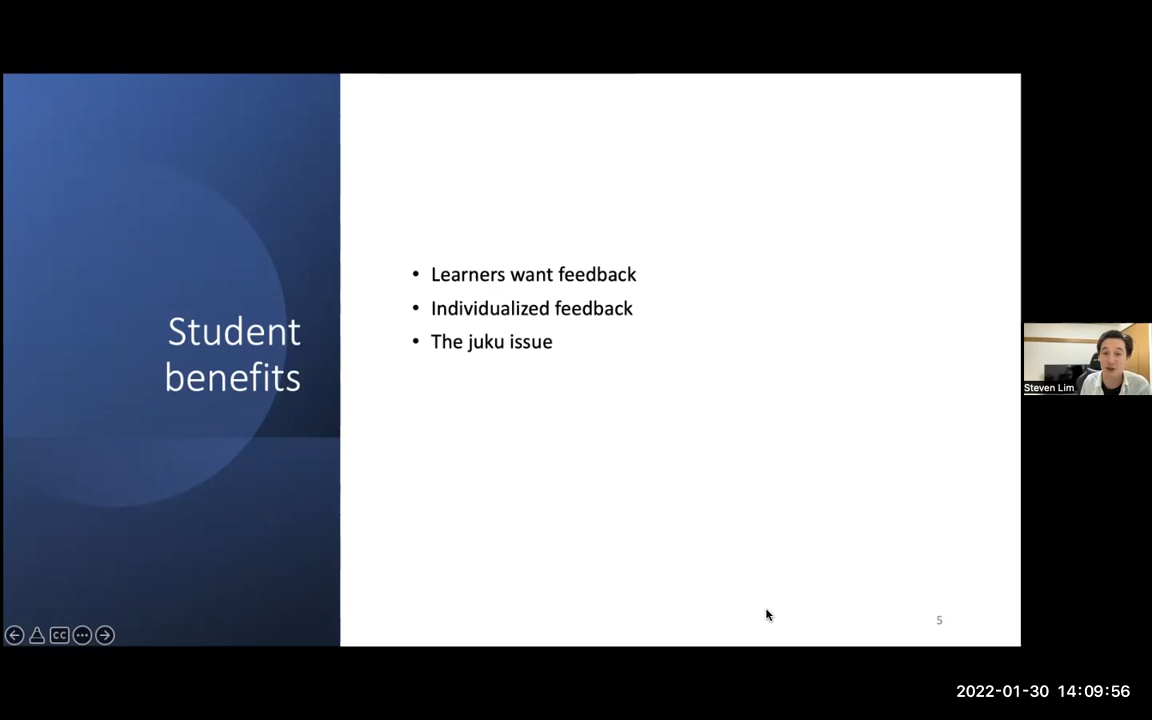 Student
benefits
• Learners want feedback
• Individualized feedback
• The juku issue
Steven Lim
5
CC
2022-01-30 14:09:56